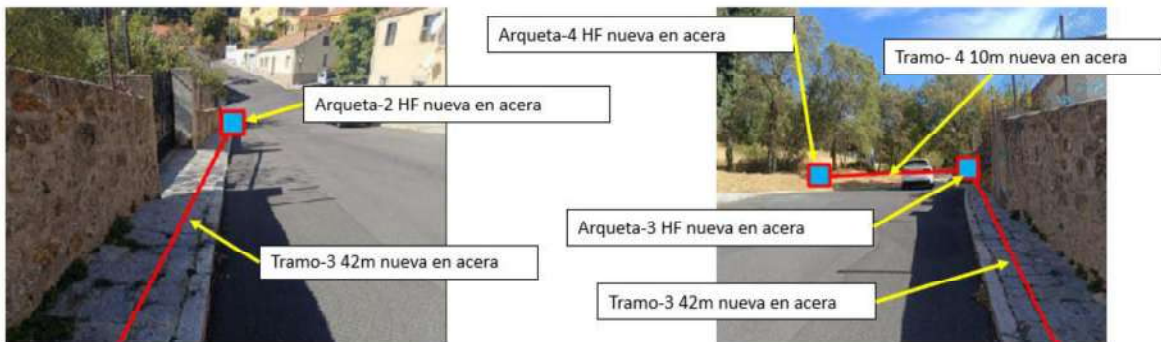 Arqueta-2 HF nueva en acera
Tramo-3 42m nueva en acera
Arqueta-4 HF nueva en acera
Tramo- 4 10m nueva en acera
Arqueta-3 HF nueva en acera
Tramo-3 42m nueva en acera